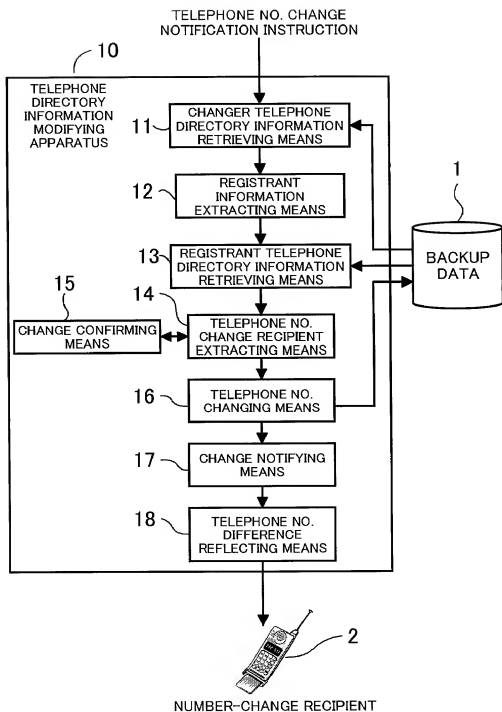 TELEPHONE NO. CHANGE
NOTIFICATION INSTRUCTION
10
TELEPHONE
DIRECTORY
INFORMATION
MODIFYING
APPARATUS
11
CHANGER TELEPHONE
DIRECTORY INFORMATION
RETRIEVING MEANS
12
REGISTRANT
INFORMATION
EXTRACTING MEANS
1
BACKUP
DATA
13
REGISTRANT TELEPHONE
DIRECTORY INFORMATION
RETRIEVING MEANS
15
CHANGE CONFIRMING
MEANS
14
TELEPHONE NO.
CHANGE RECIPIENT
EXTRACTING MEANS
16
TELEPHONE NO.
CHANGING MEANS
17
CHANGE NOTIFYING
MEANS
18
TELEPHONE NO.
DIFFERENCE
REFLECTING MEANS
2
NUMBER-CHANGE RECIPIENT